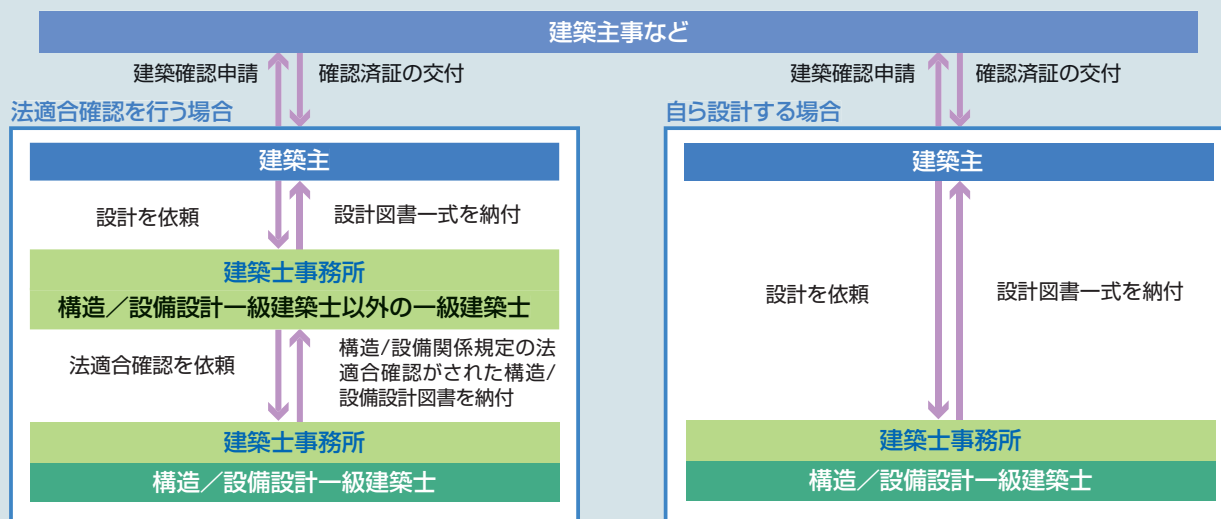 建築主事など
建築確認申請
確認済証の交付
建築確認申請
確認済証の交付
法適合確認を行う場合
建築主
設計を依頼
設計図書一式を納付
建築士事務所
構造／設備設計一級建築士以外の一級建築士
法適合確認を依頼
構造/設備関係規定の法
適合確認がされた構造/
設備設計図書を納付
建築士事務所
構造／設備設計一級建築士
自ら設計する場合
建築主
設計を依頼
設計図書一式を納付
建築士事務所
構造／設備設計一級建築士